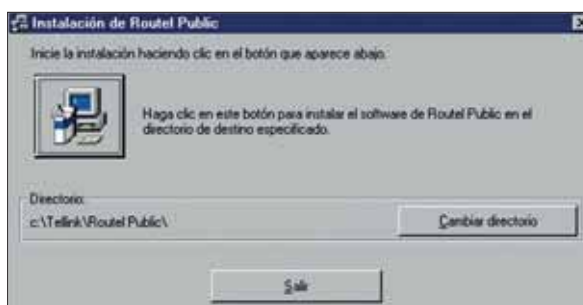 Instalación de Routel Public
Inicie la instalación haciendo clic en el botón que aparece abajo.
Haga clic en este botón para instalar el software de Routel Public en el
directorio de destino especificado.
Directorio:
c:\Tellink\Routel Public\
Cambiar directorio
Salir